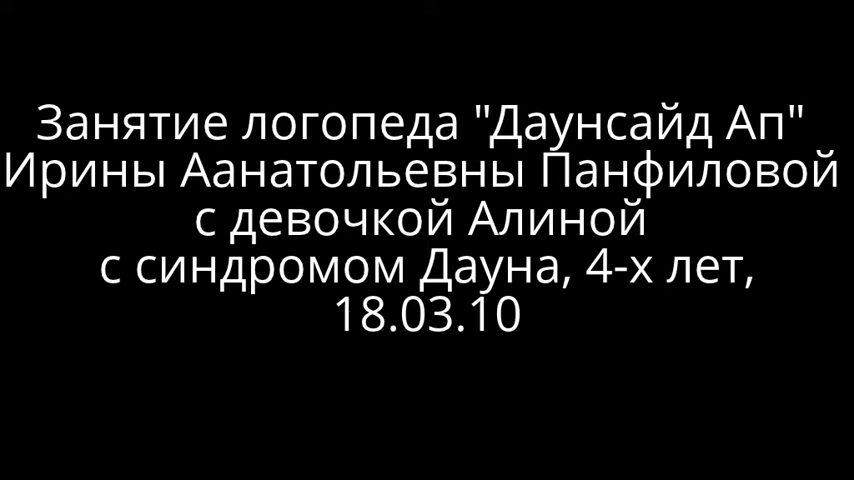 Занятие логопеда "Даунсайд Ап"
Ирины Аанатольевны Панфиловой
с девочкой Алиной
с синдромом Дауна, 4-х лет,
18.03.10